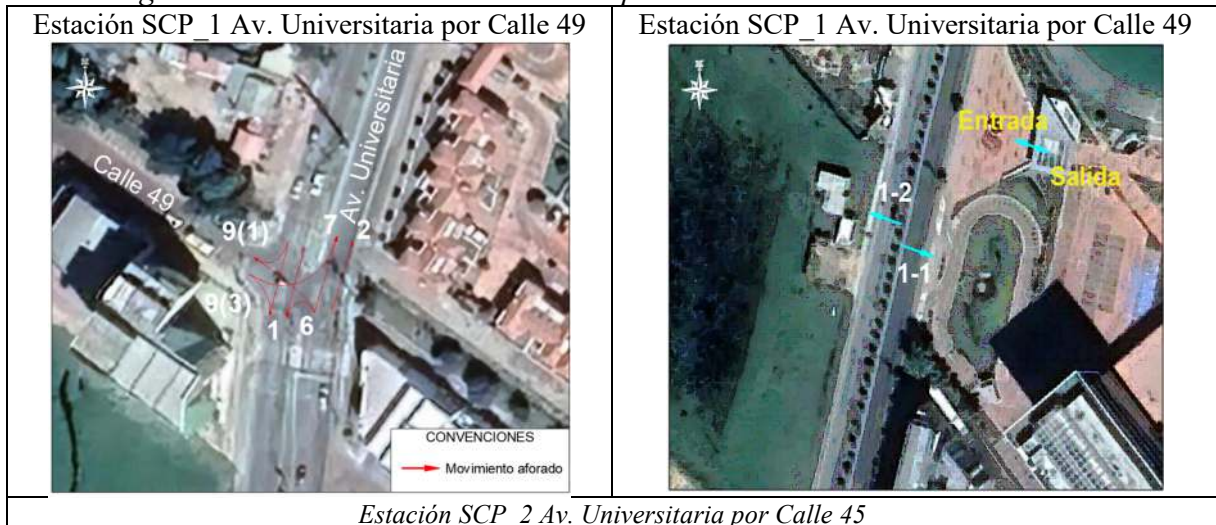 Estación SCP_1 Av. Universitaria por Calle 49
Estación SCP_1 Av. Universitaria por Calle 49
Av. Universitaria
Calle 49
9(1)
7
2
9(3)
1
6
CONVENCIONES
Movimiento aforado
Entrada
Salida
1-2
1-1
Estación SCP_2 Av. Universitaria por Calle 45